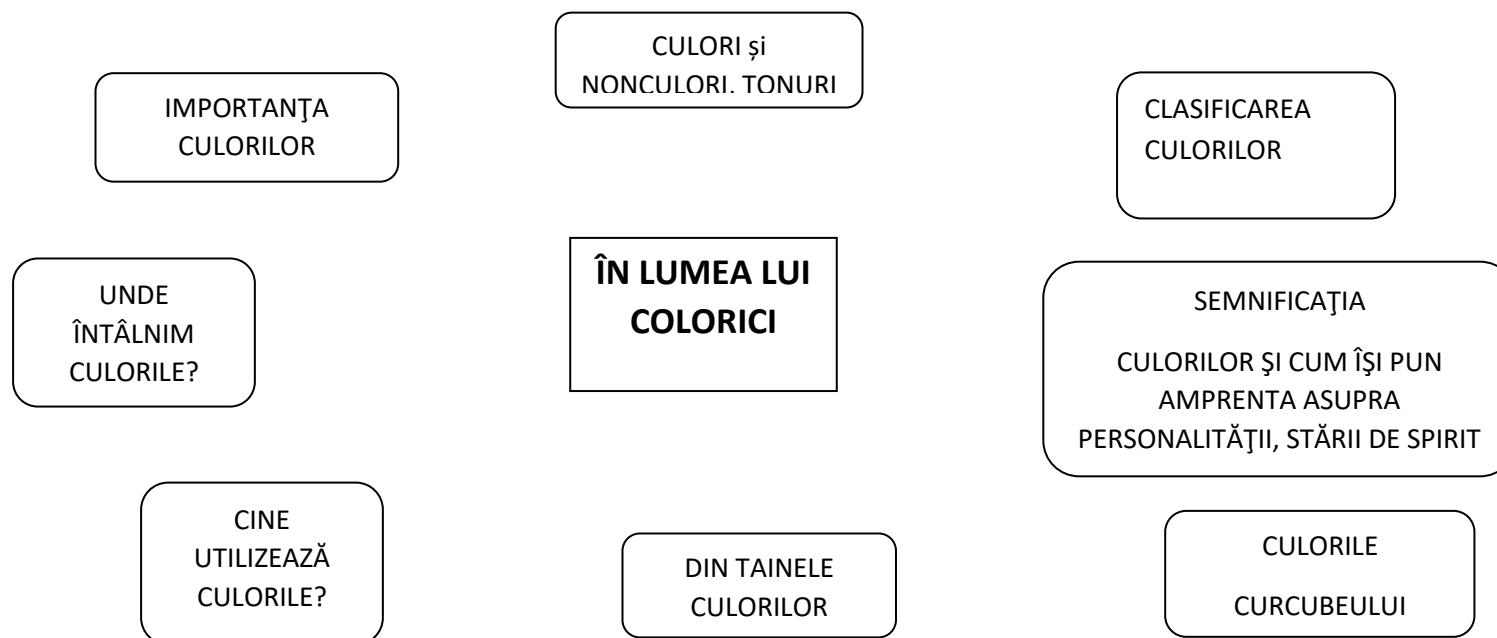 CULORI și
NONCULORI. TONURI
IMPORTANŢA
CULORILOR
CLASIFICAREA
CULORILOR
ÎN LUMEA LUI
COLORICI
UNDE
ÎNTÂLNIM
CULORILE?
SEMNIFICAŢIA
CULORILOR ŞI CUM ÎŞI PUN
AMPRENTA ASUPRA
PERSONALITĂŢII, STĂRII DE SPIRIT
CINE
UTILIZEAZĂ
CULORILE?
DIN TAINELE
CULORILOR
CULORILE
CURCUBEULUI